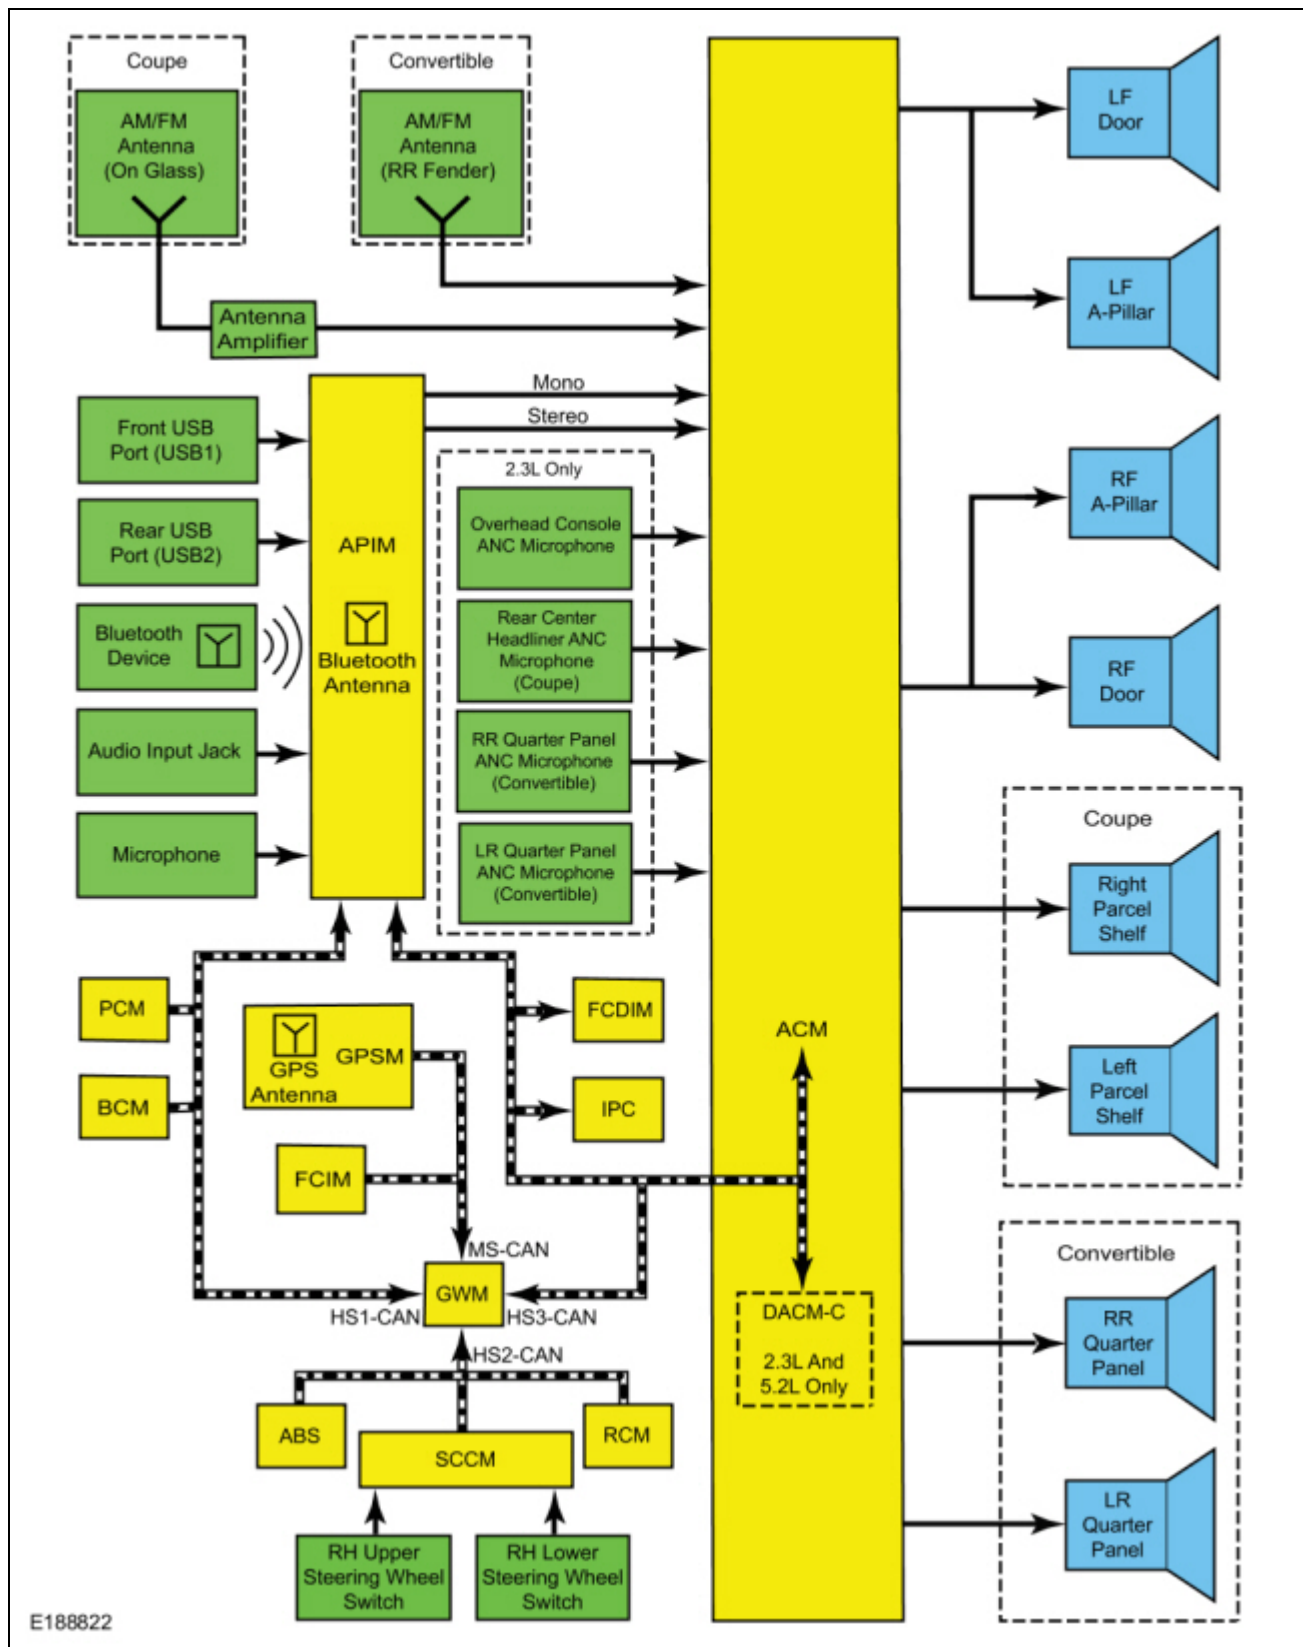 Coupe
AM/FM
Antenna
(On Glass)
Convertible
AM/FM
Antenna
(RR Fender)
Antenna
Amplifier
Mono
Stereo
Front USB
Port (USB1)
Rear USB
Port (USB2)
Bluetooth
Device
Audio Input Jack
Microphone
APIM
Bluetooth
Antenna
2.3L Only
Overhead Console
ANC Microphone
Rear Center
Headliner ANC
Microphone
(Coupe)
RR Quarter Panel
ANC Microphone
(Convertible)
LR Quarter Panel
ANC Microphone
(Convertible)
PCM
BCM
GPSM
GPS
Antenna
FCIM
FCDIM
IPC
MS-CAN
GWM
HS1-CAN
HS3-CAN
HS2-CAN
ABS
SCCM
RCM
RH Upper
Steering Wheel
Switch
RH Lower
Steering Wheel
Switch
ACM
DACM-C
2.3L And
5.2L Only
LF
Door
LF
A-Pillar
RF
A-Pillar
RF
Door
Coupe
Right
Parcel
Shelf
Left
Parcel
Shelf
Convertible
RR
Quarter
Panel
LR
Quarter
Panel
E188822